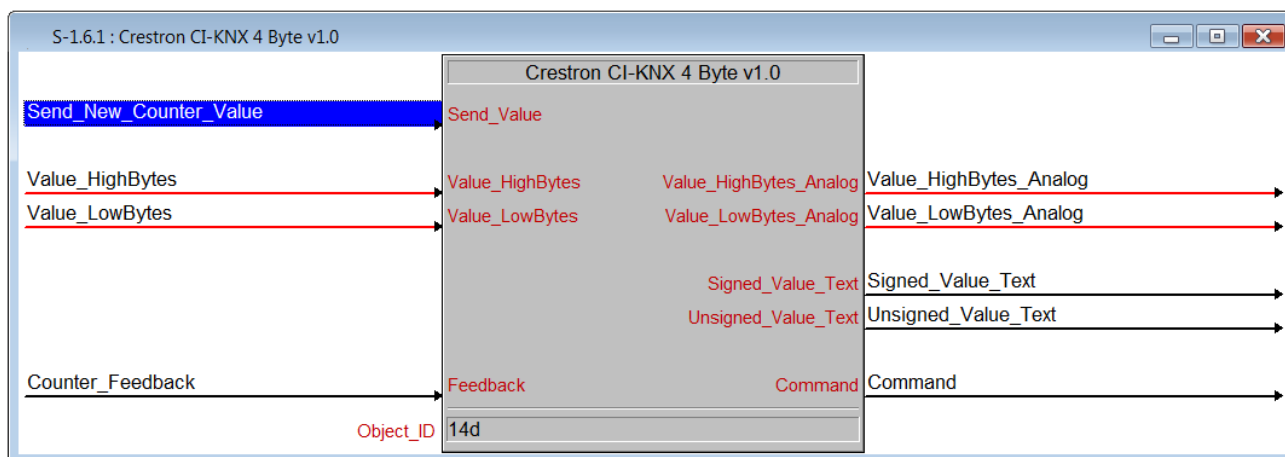 S-1.6.1 : Crestron CI-KNX 4 Byte v1.0
Crestron CI-KNX 4 Byte v1.0
Send_New_Counter_Value Send_Value
Value_HighBytes Value_HighBytes Value_HighBytes_Analog Value_HighBytes_Analog
Value_LowBytes Value_LowBytes Value_LowBytes_Analog Value_LowBytes_Analog
Signed_Value_Text Signed_Value_Text
Unsigned_Value_Text Unsigned_Value_Text
Counter_Feedback Feedback Command Command
Object_ID 14d